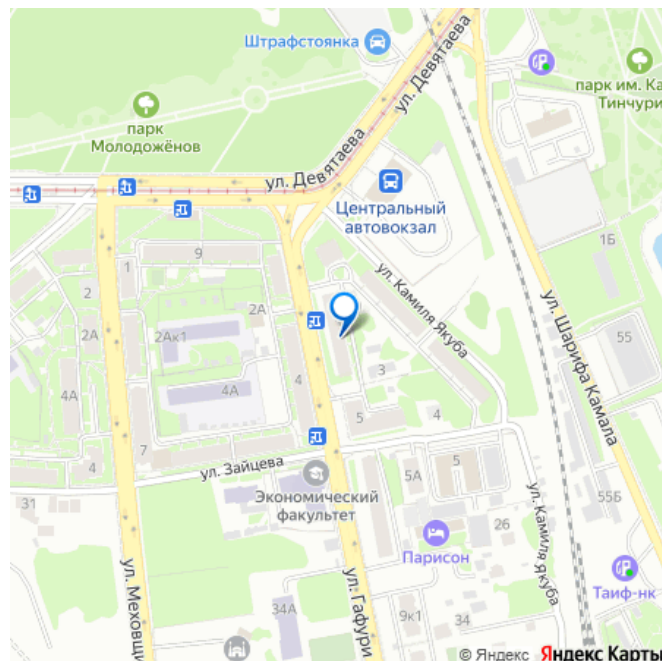 Штрафстоянка
ул. Девятаева
парк им. Ка
Тинчури
парк
Молодожёнов
ул. Девятаева
Центральный
автовокзал
9
1
1Б
2
2А
2А
2Ак1
ул. Камиля Якуба
ул. Шарифа Камала
55
3
4А
4А
4
5
4
7
4
ул. Зайцева
5А
5
31
Экономический
факультет
55Б
26
ул. Камиля Якуба
Парисон
ул. Меховщи
ул. Гафури
Таиф-нк
34А
9к1
34
© Яндекс Яндекс Карты